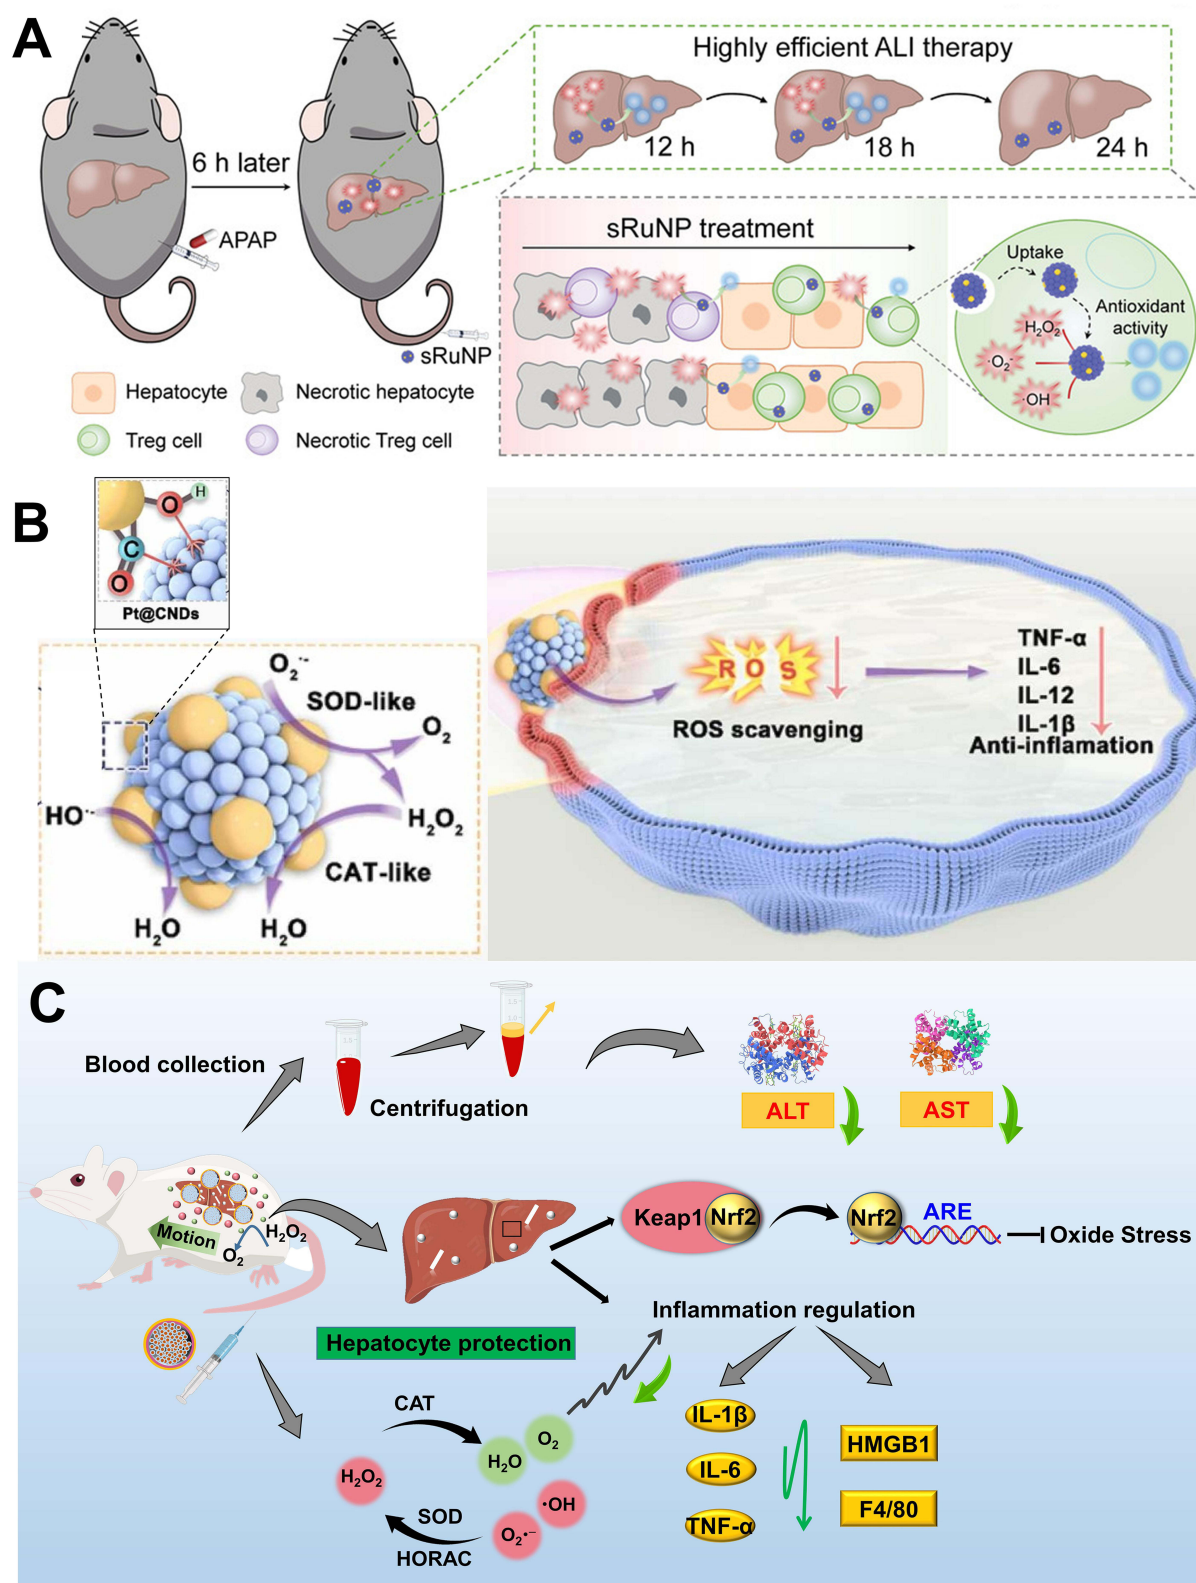 A
Highly efficient ALI therapy
12 h
18 h
24 h
6 h later
APAP
sRuNP
sRuNP treatment
Uptake
Antioxidant
activity
H₂O₂
·O₂⁻
·OH
Hepatocyte
Necrotic hepatocyte
Treg cell
Necrotic Treg cell
B
O
H
C
O
Pt@CNDs
O₂·⁻
SOD-like
O₂
HO·⁻
H₂O₂
CAT-like
H₂O
H₂O
ROS
ROS scavenging
TNF-α
IL-6
IL-12
IL-1β
Anti-inflamation
C
Blood collection
Centrifugation
ALT
AST
Motion
H₂O₂
O₂
Keap1
Nrf2
Nrf2
ARE
Oxide Stress
Hepatocyte protection
Inflammation regulation
CAT
H₂O
O₂
H₂O₂
SOD
HORAC
O₂•−
•OH
IL-1β
IL-6
TNF-α
HMGB1
F4/80